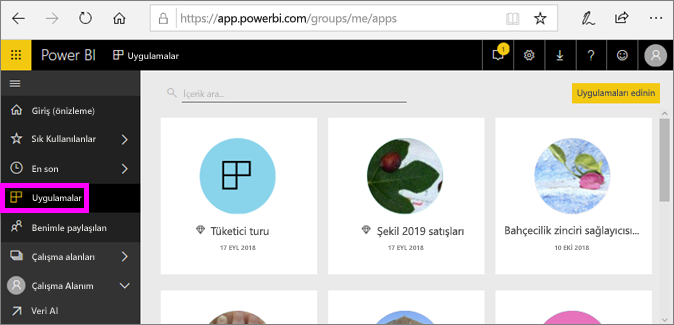 https://app.powerbi.com/groups/me/apps
Power BI
Uygulamalar
1
Giriş (önizleme)
Sık Kullanılanlar
En son
Uygulamalar
Benimle paylaşılan
Çalışma alanları
Çalışma Alanım
Veri Al
İçerik ara...
Uygulamaları edinin
Tüketici turu
17 EYL 2018
Şekil 2019 satışları
17 EYL 2018
Bahçecilik zinciri sağlayıcısı...
10 EKİ 2018